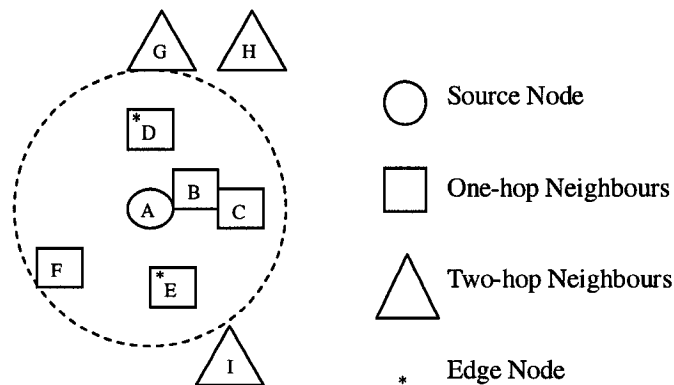 G H
Source Node
* D
B
A C
One-hop Neighbours
F
* E
Two-hop Neighbours
I
* Edge Node